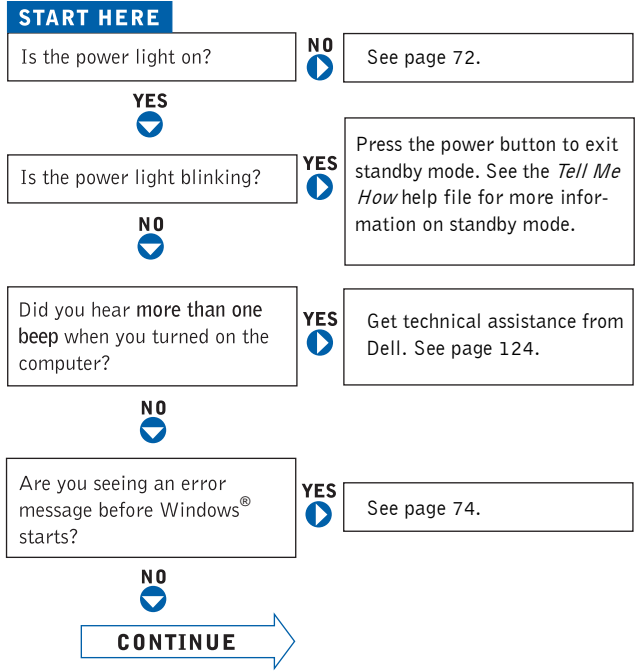 START HERE
Is the power light on?
NO
See page 72.
YES
Is the power light blinking?
YES
Press the power button to exit
standby mode. See the Tell Me
How help file for more infor-
mation on standby mode.
NO
Did you hear more than one
beep when you turned on the
computer?
YES
Get technical assistance from
Dell. See page 124.
NO
Are you seeing an error
message before Windows®
starts?
YES
See page 74.
NO
CONTINUE